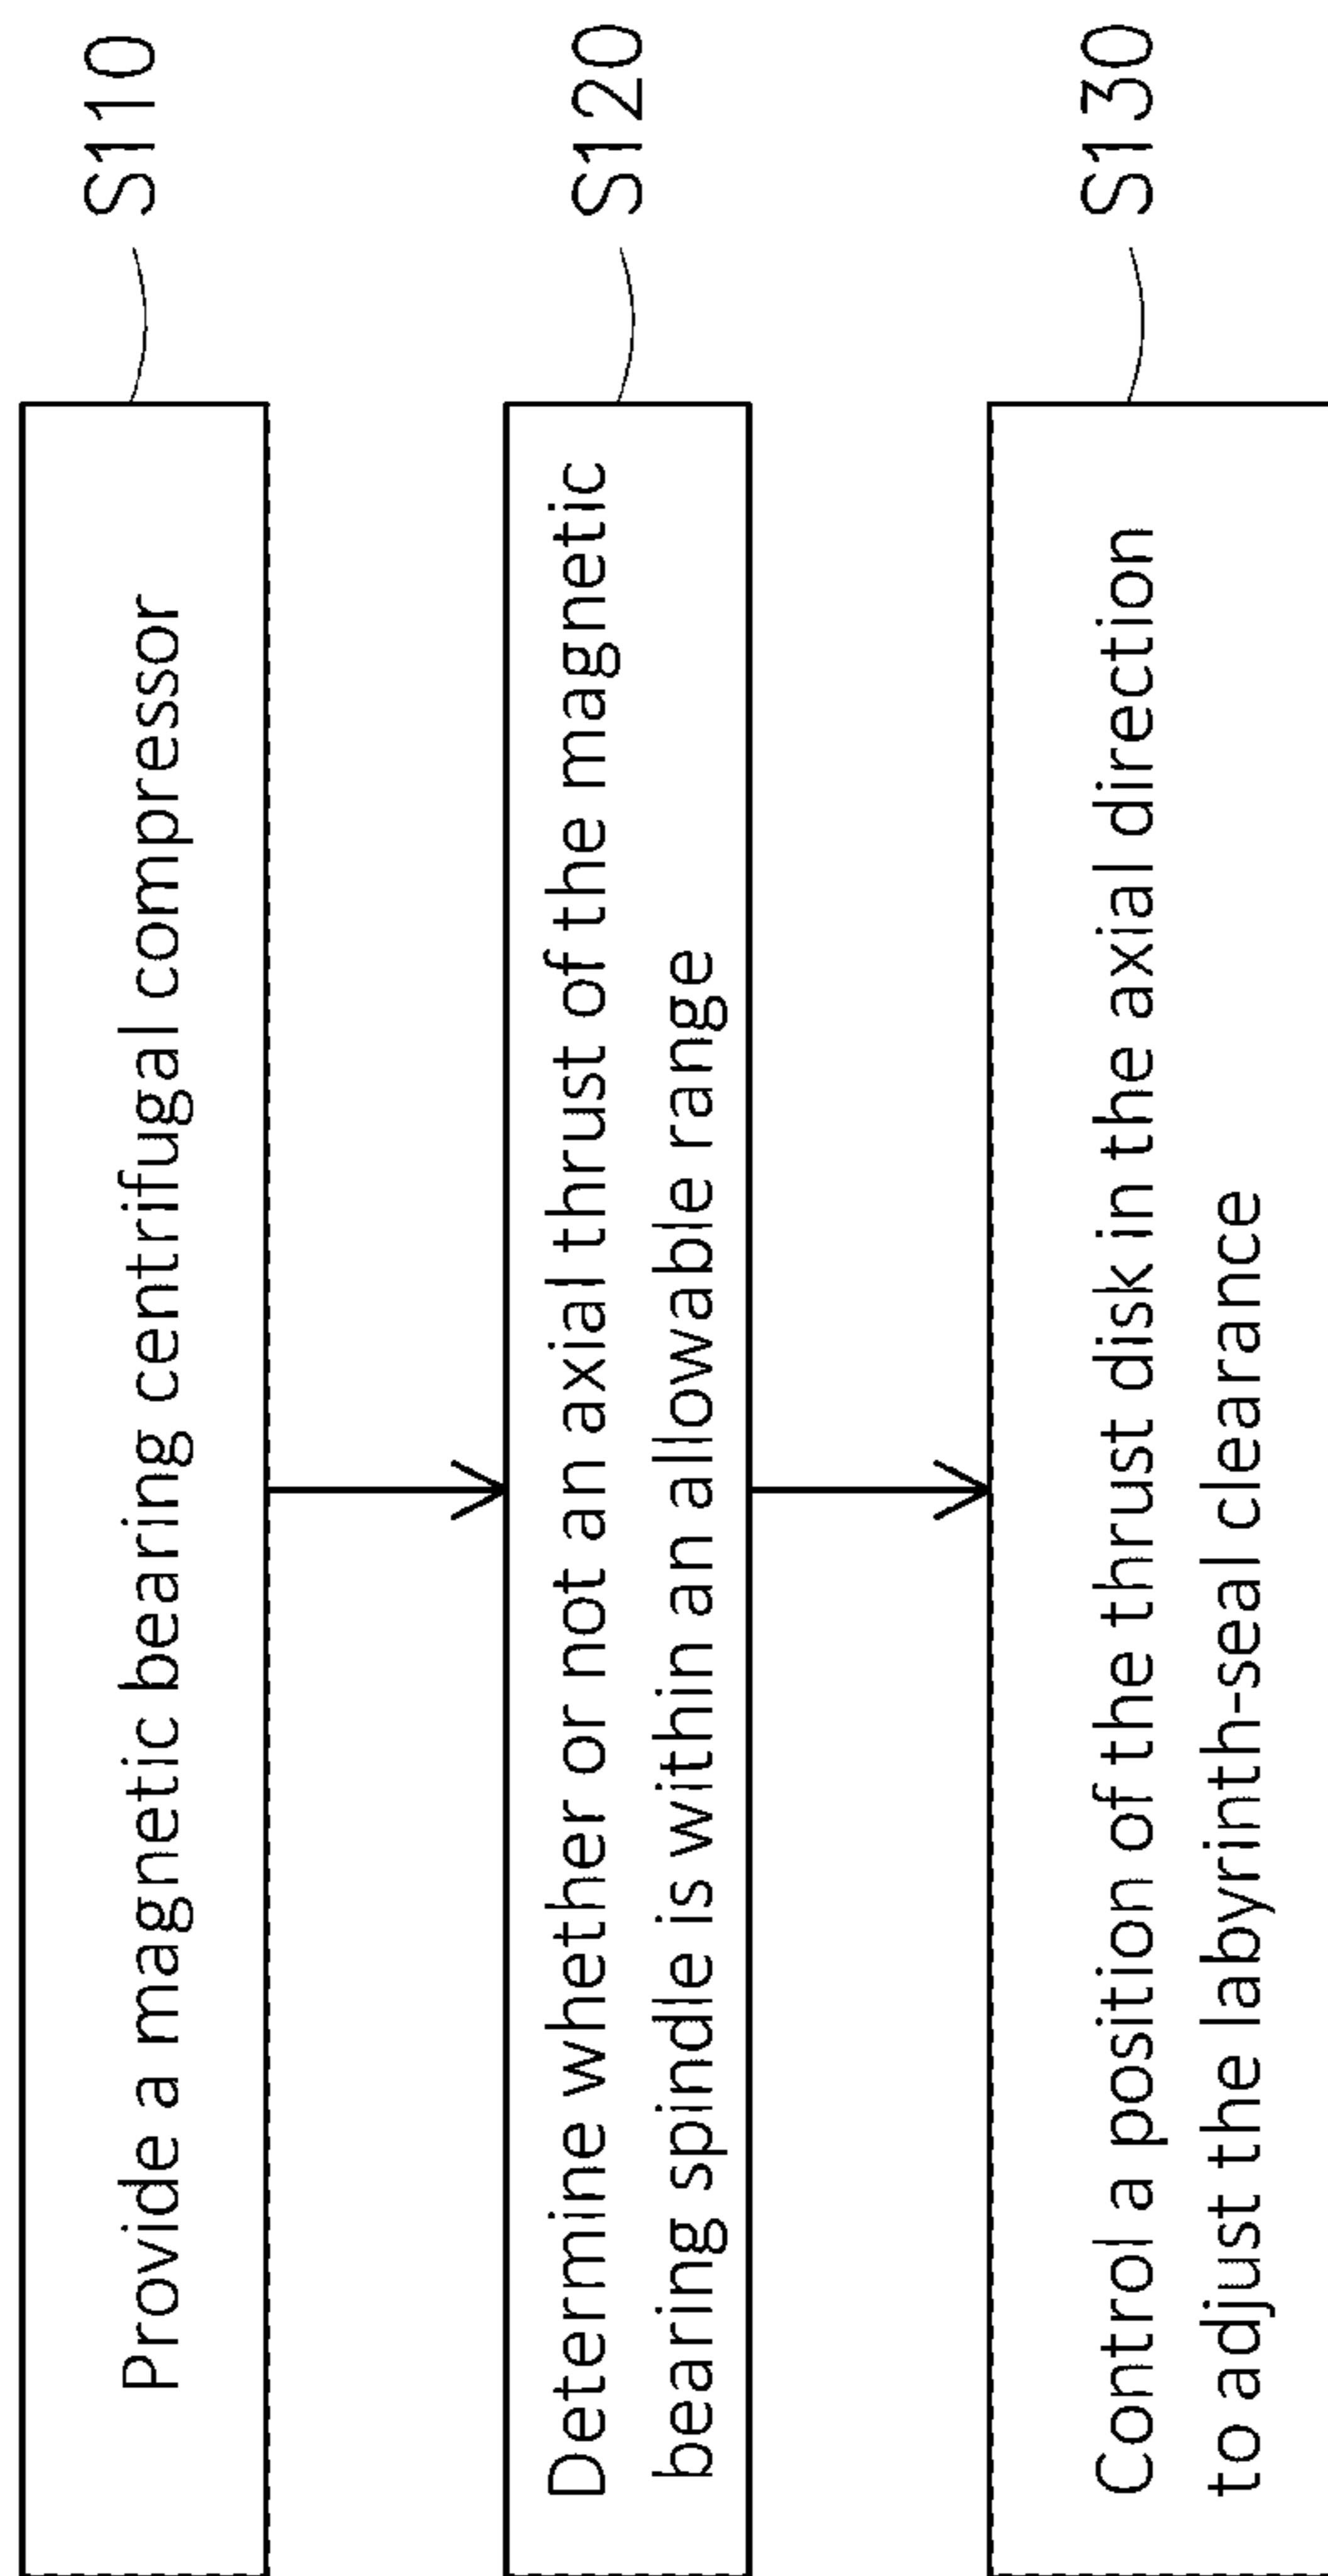 Provide a magnetic bearing centrifugal compressor
S110
Determine whether or not an axial thrust of the magnetic
bearing spindle is within an allowable range
S120
Control a position of the thrust disk in the axial direction
to adjust the labyrinth-seal clearance
S130